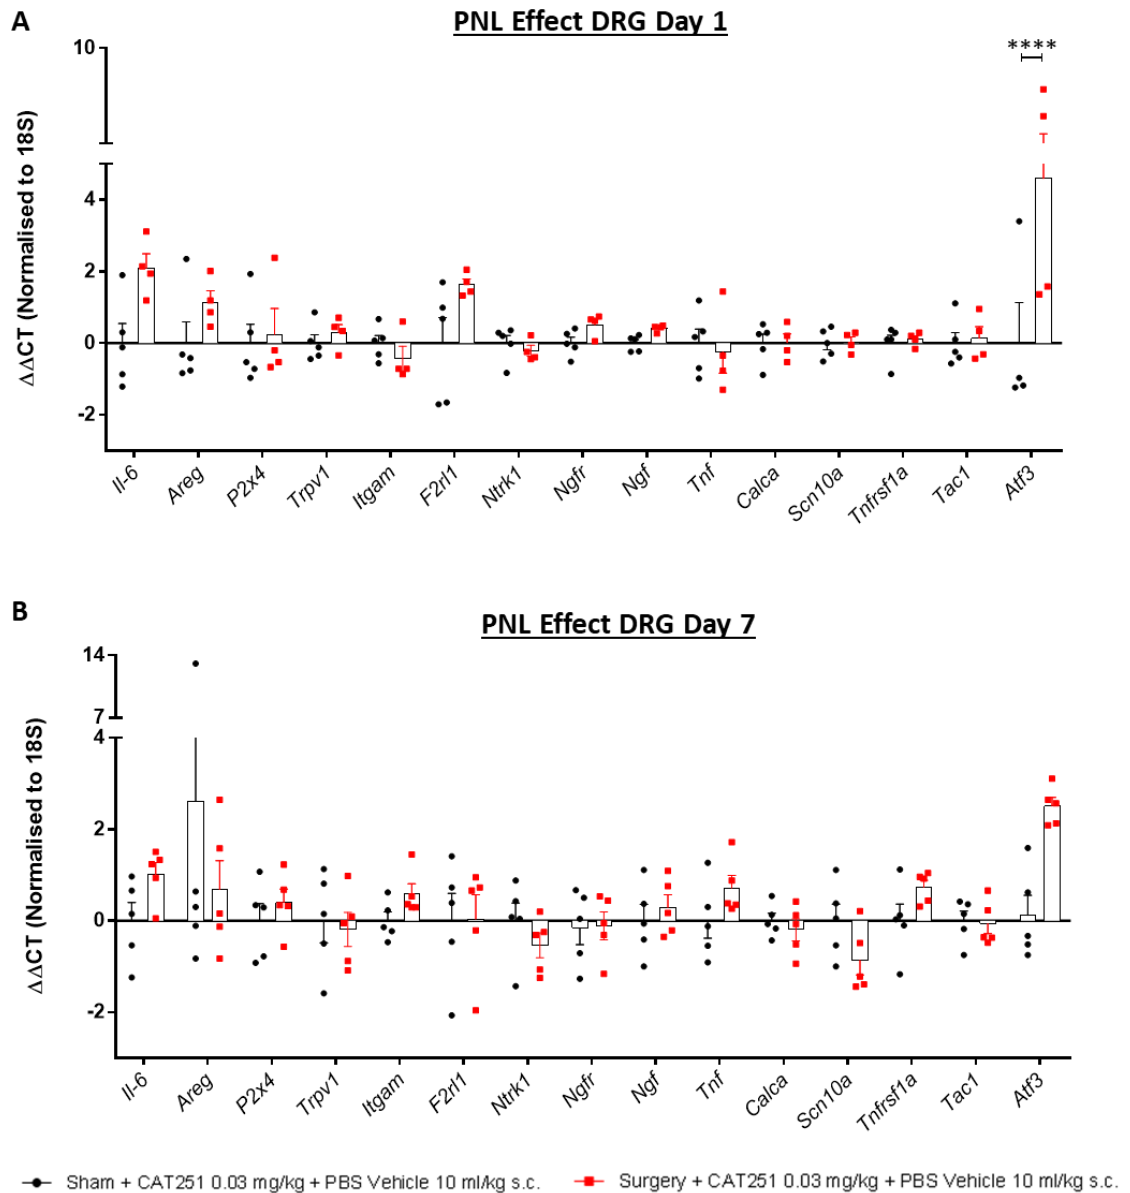 A
PNL Effect DRG Day 1
ΔΔCT (Normalised to 18S)
10
4
2
0
-2
****
Il-6
Areg
P2x4
Trpv1
Itgam
F2rl1
Ntrk1
Ngfr
Ngf
Tnf
Calca
Scn10a
Tnfrsf1a
Tac1
Atf3
B
PNL Effect DRG Day 7
ΔΔCT (Normalised to 18S)
14
7
4
2
0
-2
Il-6
Areg
P2x4
Trpv1
Itgam
F2rl1
Ntrk1
Ngfr
Ngf
Tnf
Calca
Scn10a
Tnfrsf1a
Tac1
Atf3
Sham + CAT251 0.03 mg/kg + PBS Vehicle 10 ml/kg s.c.
Surgery + CAT251 0.03 mg/kg + PBS Vehicle 10 ml/kg s.c.